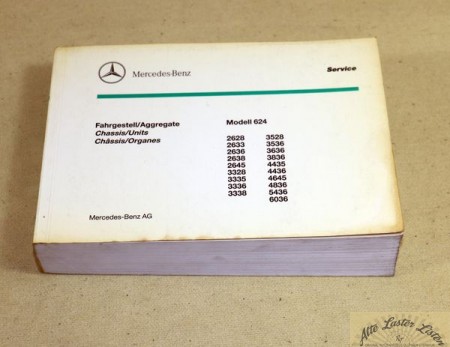 Mercedes-Benz
Service
Fahrgestell/Aggregate
Chassis/Units
Châssis/Organes
Modell 624
2628 3528
2633 3536
2636 3636
2638 3836
2645 4435
3328 4436
3335 4645
3336 4836
3338 5436
6036
Mercedes-Benz AG
Alte Laster Listen